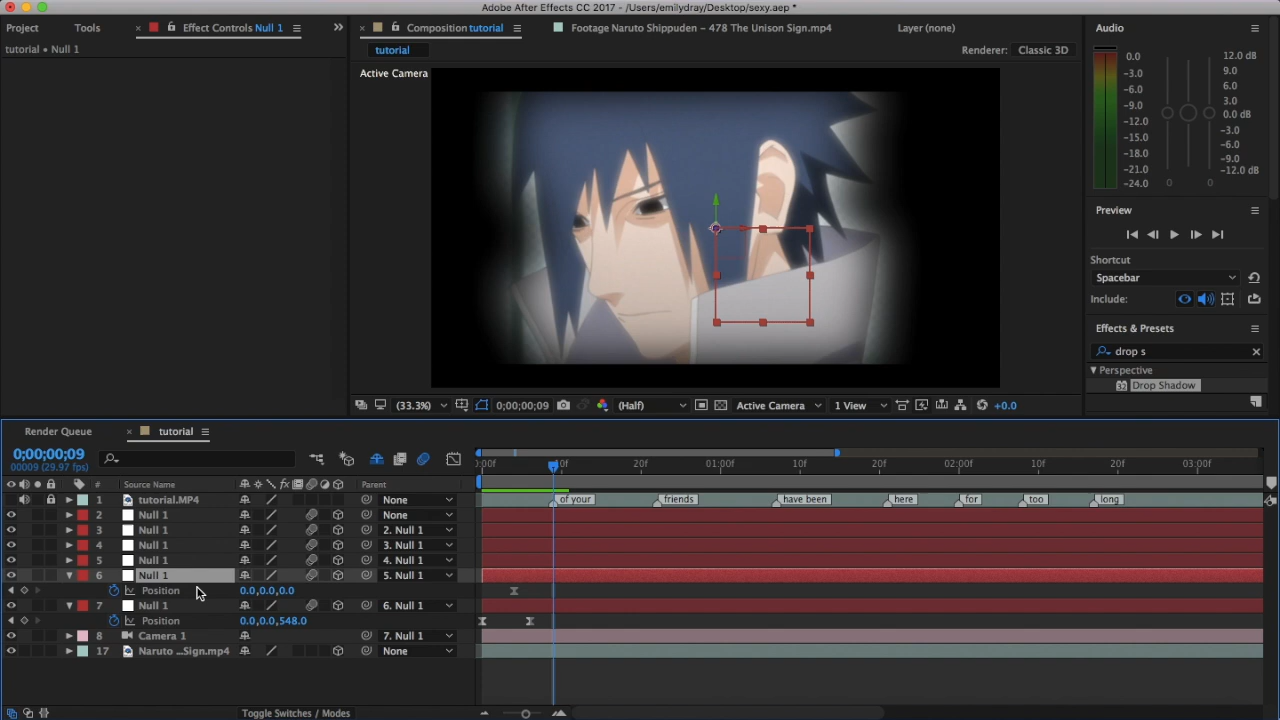 Adobe After Effects CC 2017 - /Users/emilydray/Desktop/sexy.aep *
Project Tools × Effect Controls Null 1 >> × Composition tutorial Footage Naruto Shippuden – 478 The Unison Sign.mp4 Layer (none) Audio
tutorial • Null 1 tutorial Renderer: Classic 3D
Active Camera
0.0 12.0 dB
-3.0 9.0
-6.0 6.0
-9.0 3.0
-12.0 0.0 dB
-15.0 -3.0
-18.0 -6.0
-21.0 -9.0
-24.0 0 0 -12.0 dB
Preview
Shortcut
Spacebar
Include:
Effects & Presets
drop s
Perspective
Drop Shadow
(33.3%) 0;00;00;09 (Half) Active Camera 1 View +0.0
Render Queue × tutorial
0;00;00;09
00009 (29.97 fps)
0:00f 10f 20f 01:00f 10f 20f 02:00f 10f 20f 03:00f
# Source Name Parent
1 tutorial.MP4 None of your friends have been here for too long
2 Null 1 None
3 Null 1 2. Null 1
4 Null 1 3. Null 1
5 Null 1 4. Null 1
6 Null 1 5. Null 1
Position 0.0,0.0,0.0
7 Null 1 6. Null 1
Position 0.0,0.0,548.0
8 Camera 1 7. Null 1
17 Naruto ...Sign.mp4 None
Toggle Switches / Modes